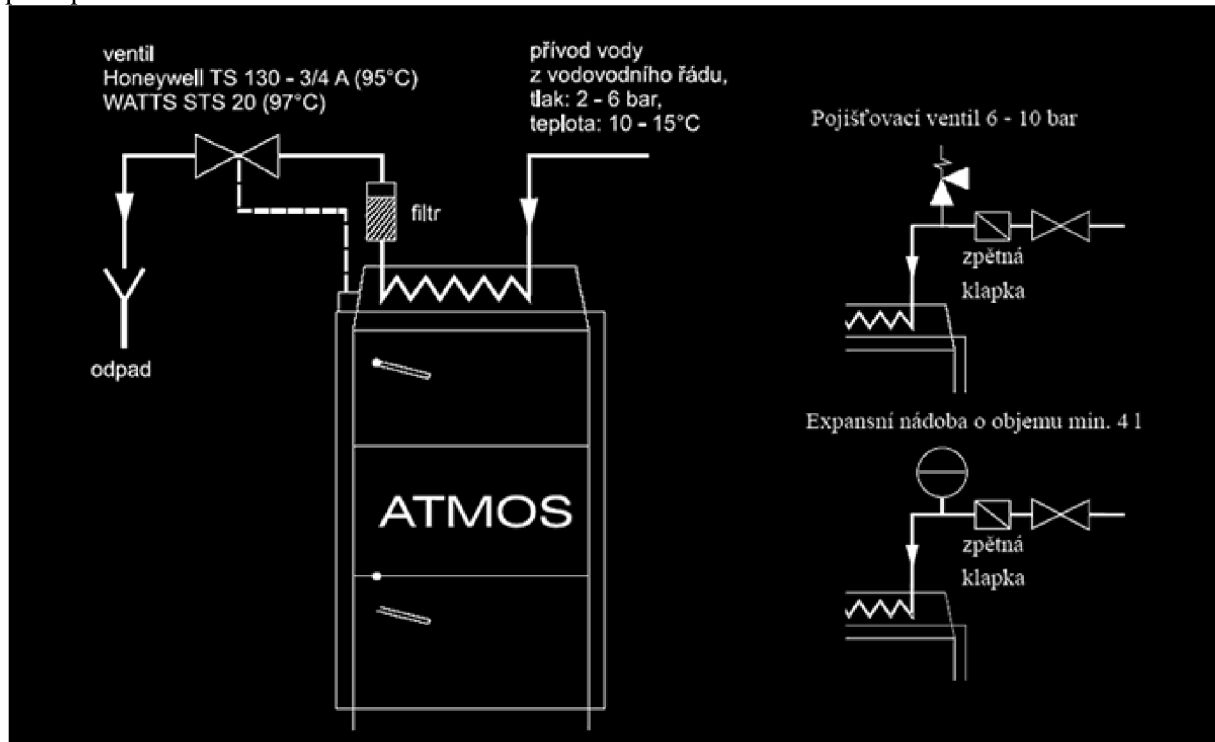 ventil
Honeywell TS 130 - 3/4 A (95°C)
WATTS STS 20 (97°C)
přívod vody
z vodovodního řádu,
tlak: 2 - 6 bar,
teplota: 10 - 15°C
filtr
odpad
ATMOS
Pojišťovací ventil 6 - 10 bar
zpětná
klapka
Expansní nádoba o objemu min. 4 l
zpětná
klapka